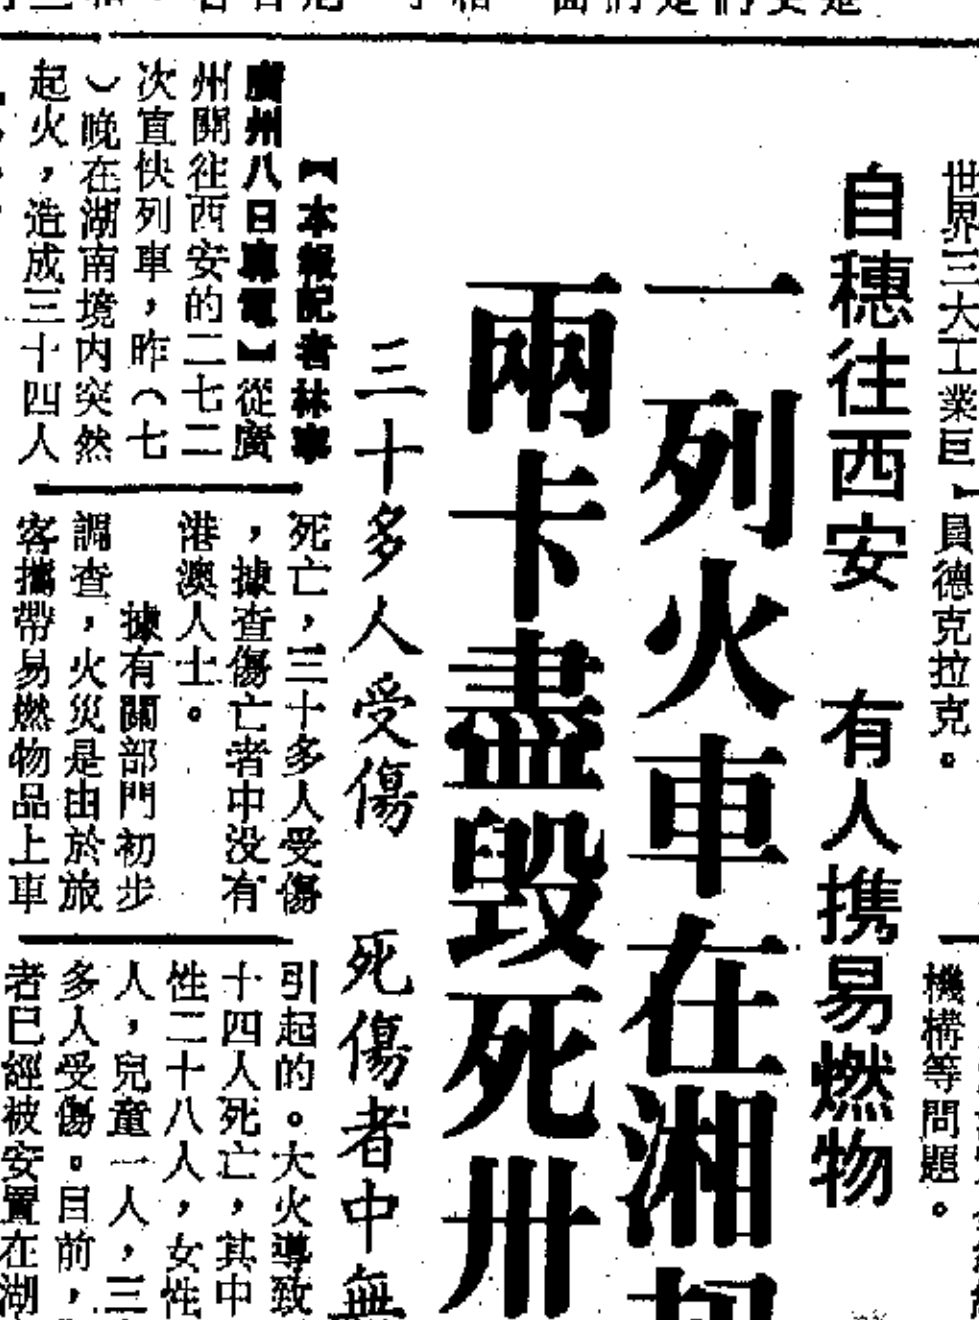 世界三大工業巨
員德克拉克。
機構等問題。
自穗往西安 有人携易燃物
一列火車在湘
兩卡盡毀死卅
三十多人受傷 死傷者中無
【本報記者林寧
廣州八日專電】從廣
州開往西安的二七二
次直快列車，昨（七
）晚在湖南境内突然
起火，造成三十四人
死亡，三十多人受傷
，據查傷亡者中没有
港澳人士。
據有關部門初步
調查，火災是由於旅
客攜帶易燃物品上車
引起的。大火導致
十四人死亡，其中
性二十八人，女性
人，兒童一人，三
多人受傷。目前，
者已經被安置在湖